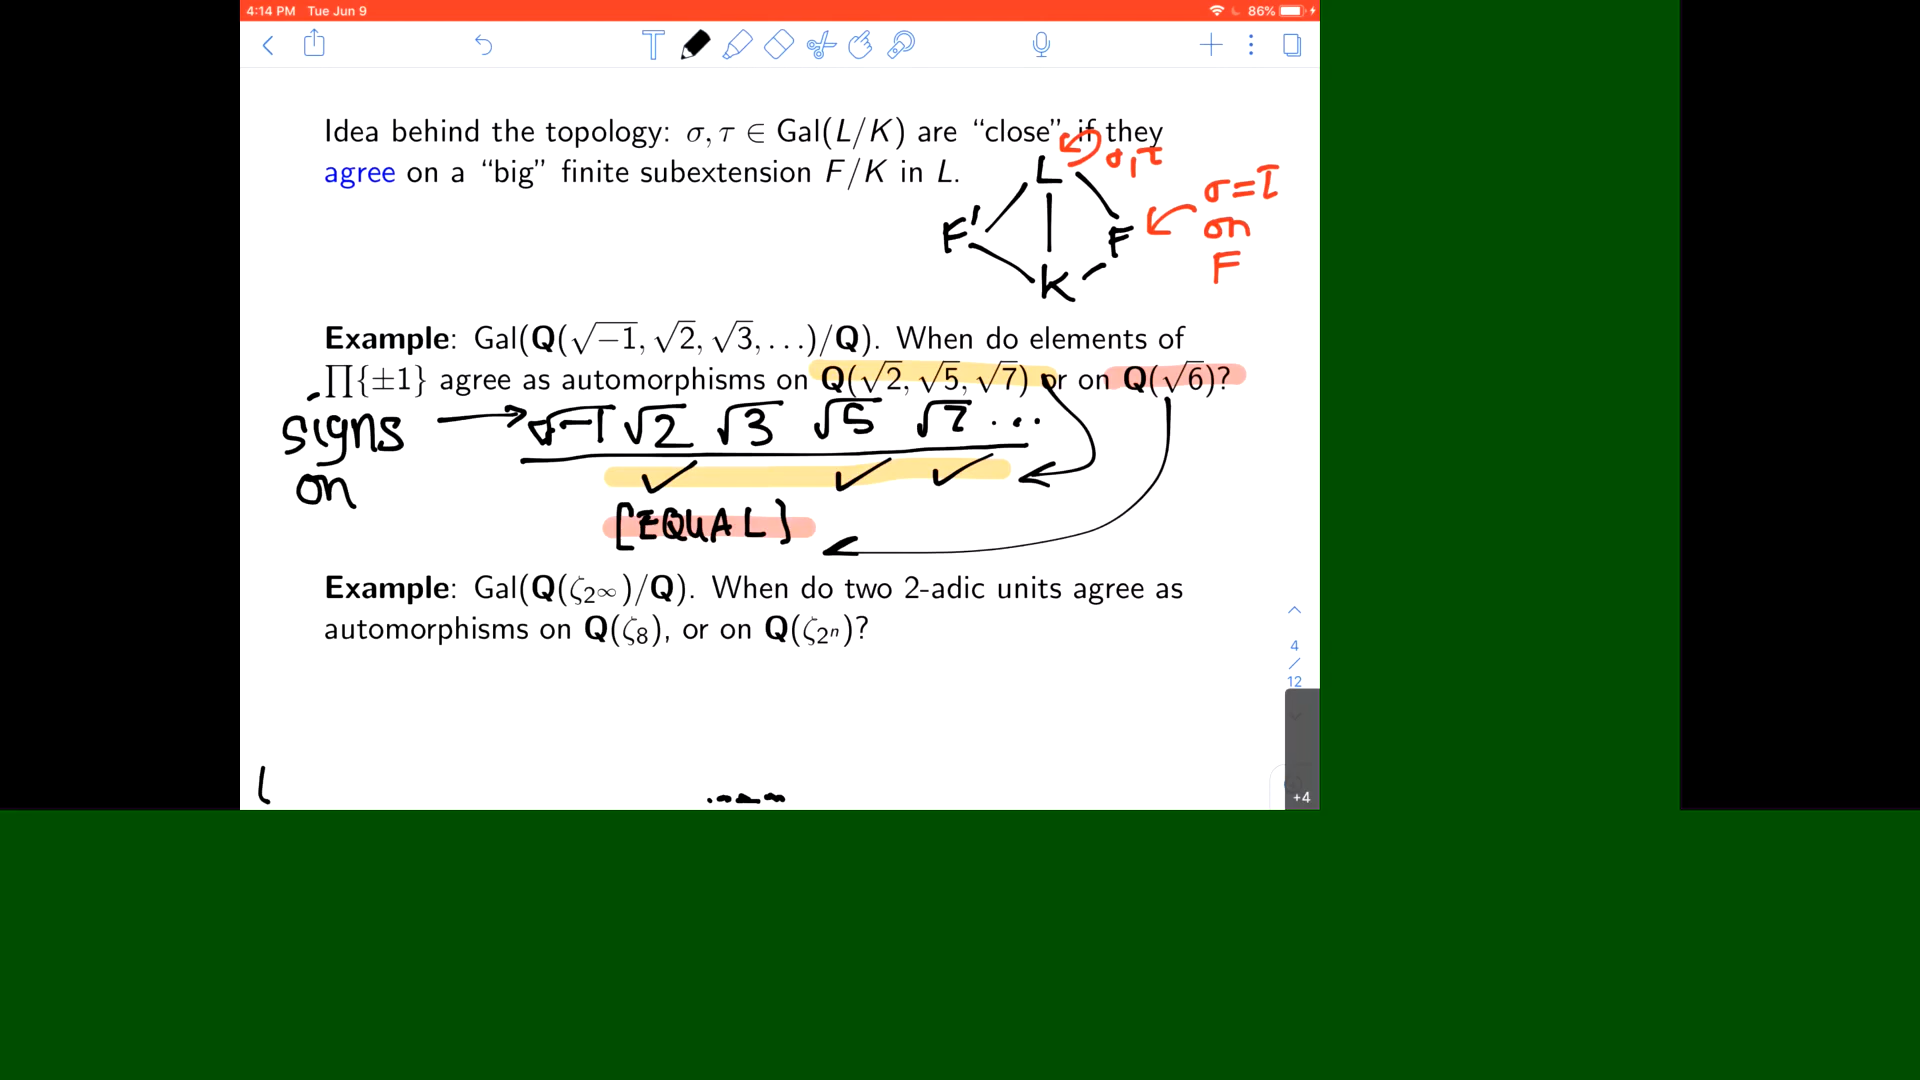 4:14 PM Tue Jun 9 86%
Idea behind the topology: σ, τ ∈ Gal(L/K) are “close” if they
agree on a “big” finite subextension F/K in L.
L σ,τ
F′ F σ=τ
on
K F
Example: Gal(Q(√−1, √2, √3, ...)/Q). When do elements of
∏{±1} agree as automorphisms on Q(√2, √5, √7) or on Q(√6)?
signs → √−1 √2 √3 √5 √7 ...
on ✓ ✓ ✓
[EQUAL]
Example: Gal(Q(ζ₂∞)/Q). When do two 2-adic units agree as
automorphisms on Q(ζ₈), or on Q(ζ₂ⁿ)?
4
/
12
+4